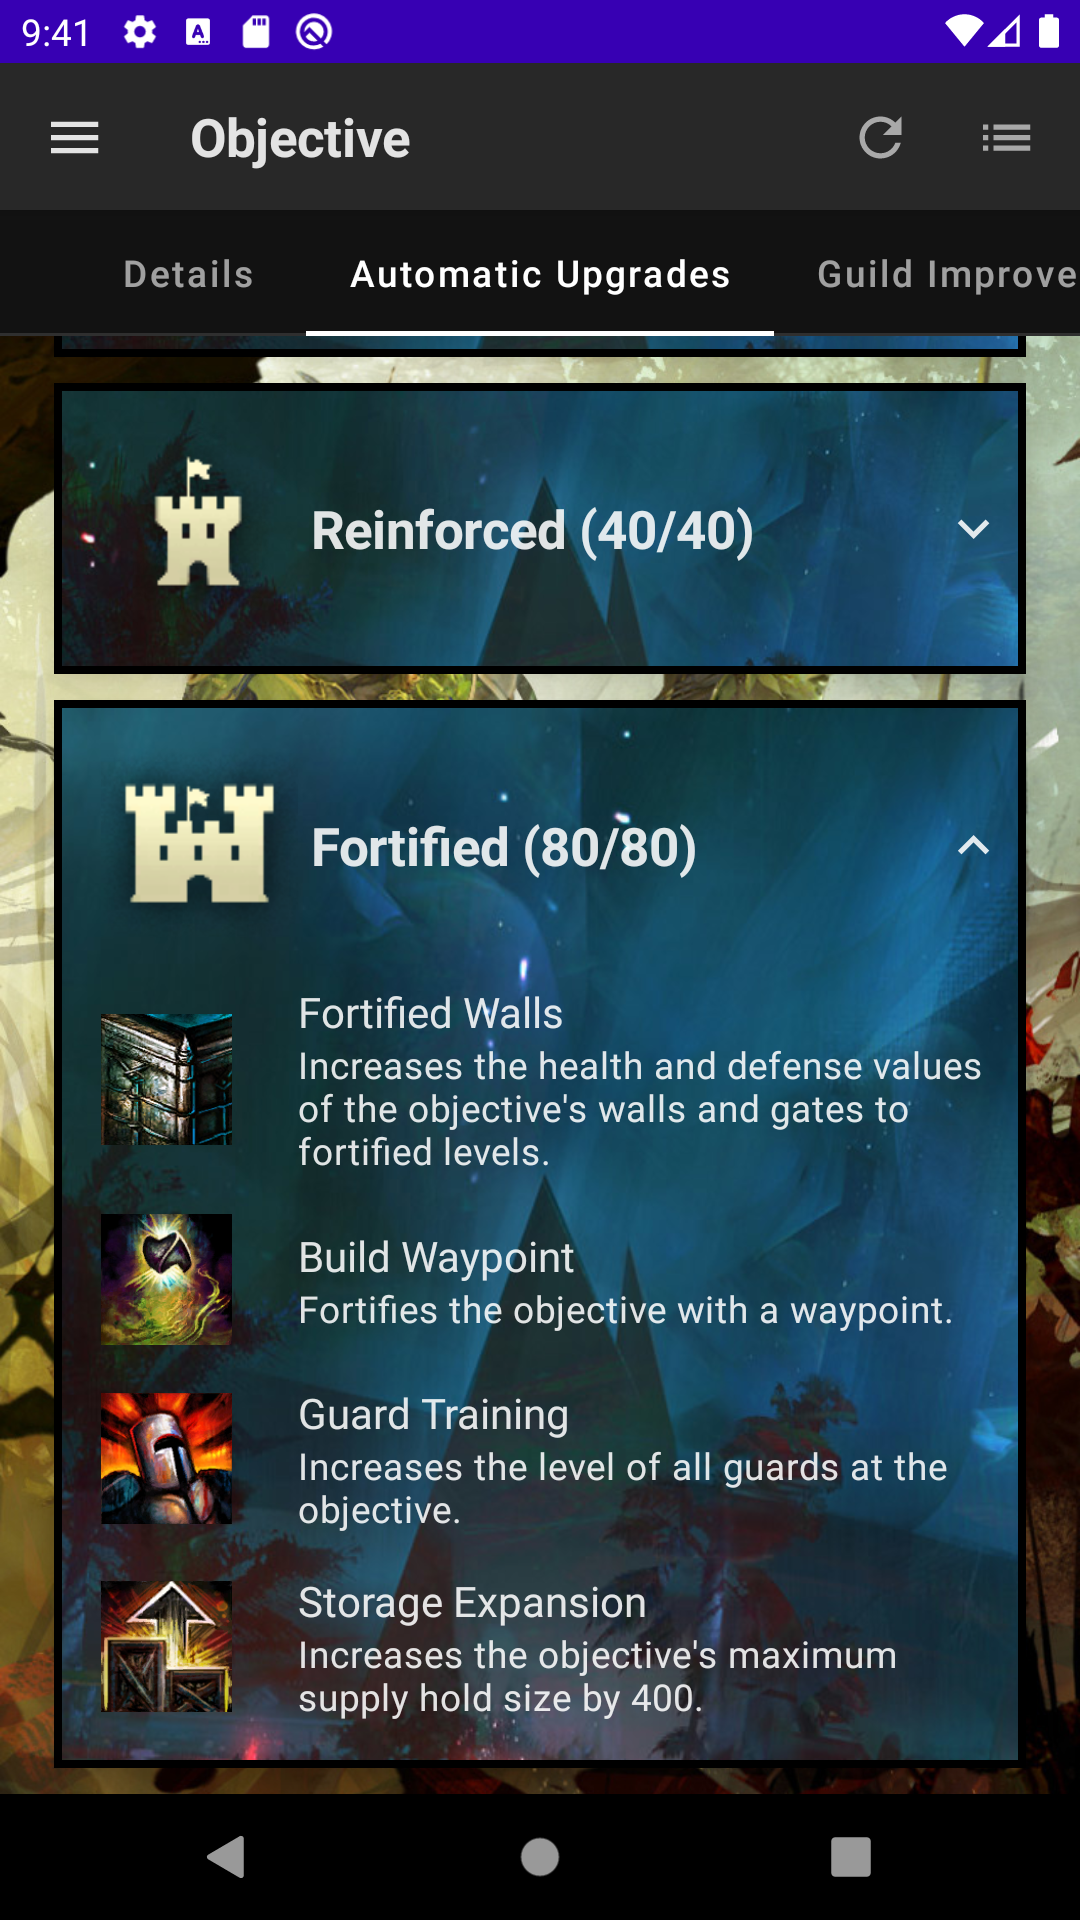 9:41
Objective
Details
Automatic Upgrades
Guild Improve
Reinforced (40/40)
Fortified (80/80)
Fortified Walls
Increases the health and defense values
of the objective's walls and gates to
fortified levels.
Build Waypoint
Fortifies the objective with a waypoint.
Guard Training
Increases the level of all guards at the
objective.
Storage Expansion
Increases the objective's maximum
supply hold size by 400.